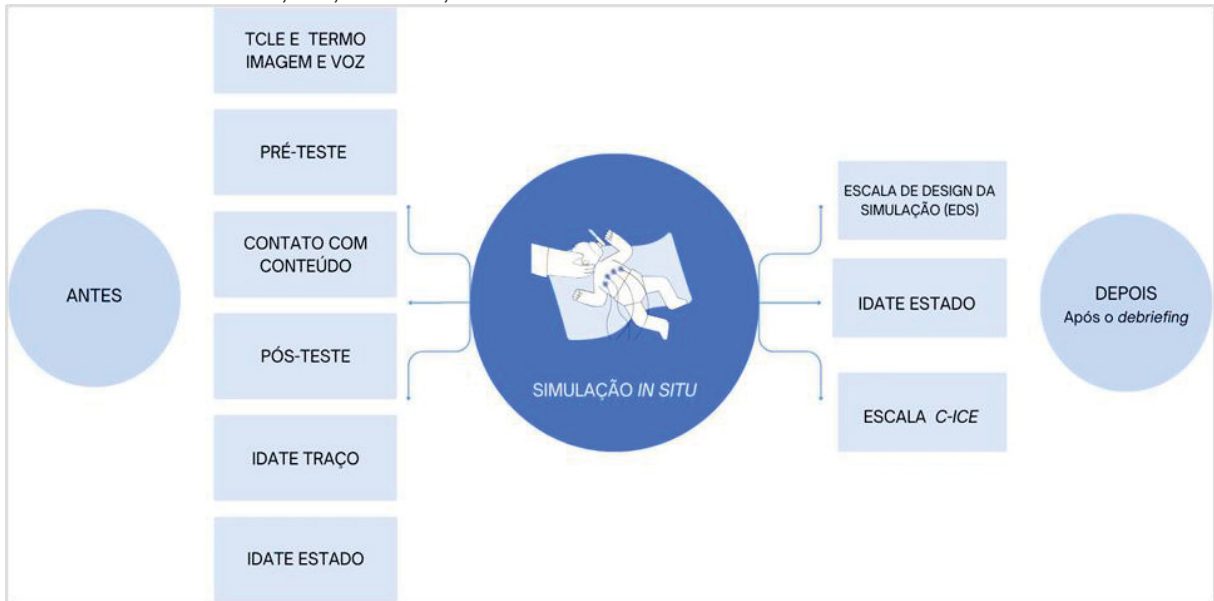 TCLE E TERMO
IMAGEM E VOZ
PRÉ-TESTE
CONTATO COM
CONTEÚDO
PÓS-TESTE
IDATE TRAÇO
IDATE ESTADO
ANTES
SIMULAÇÃO IN SITU
ESCALA DE DESIGN DA
SIMULAÇÃO (EDS)
IDATE ESTADO
ESCALA C-ICE
DEPOIS
Após o debriefing